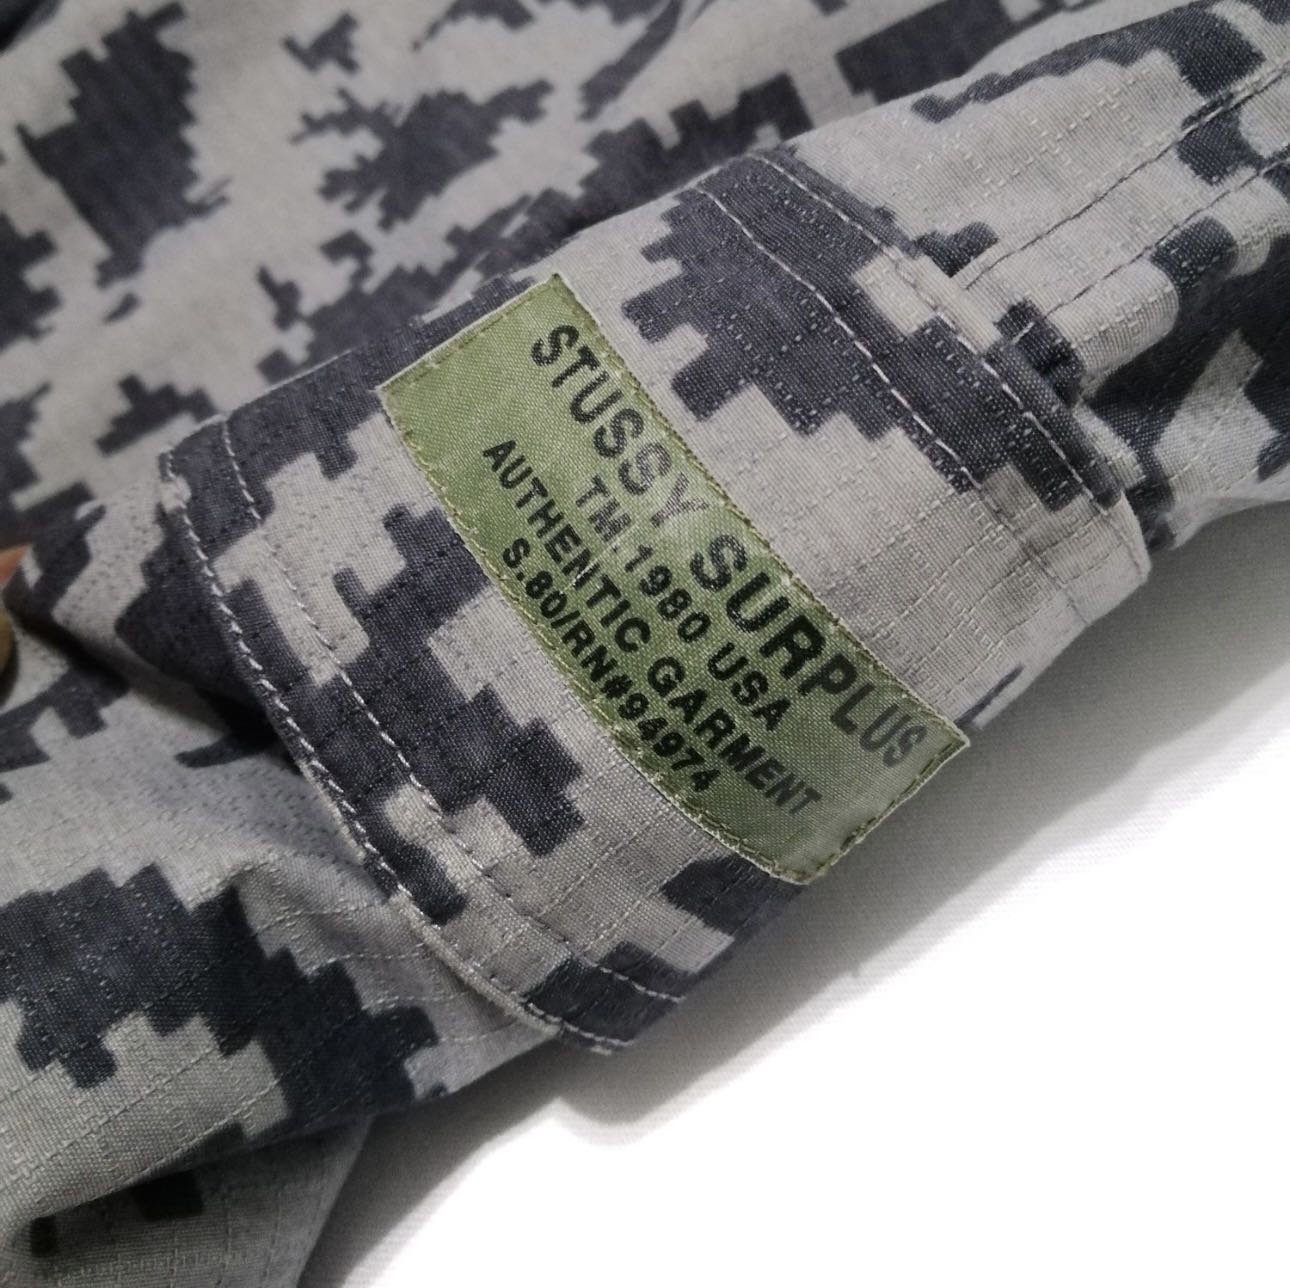 STUSSY SURPLUS
TM.1980 USA
AUTHENTIC GARMENT
S.80/RN#94974